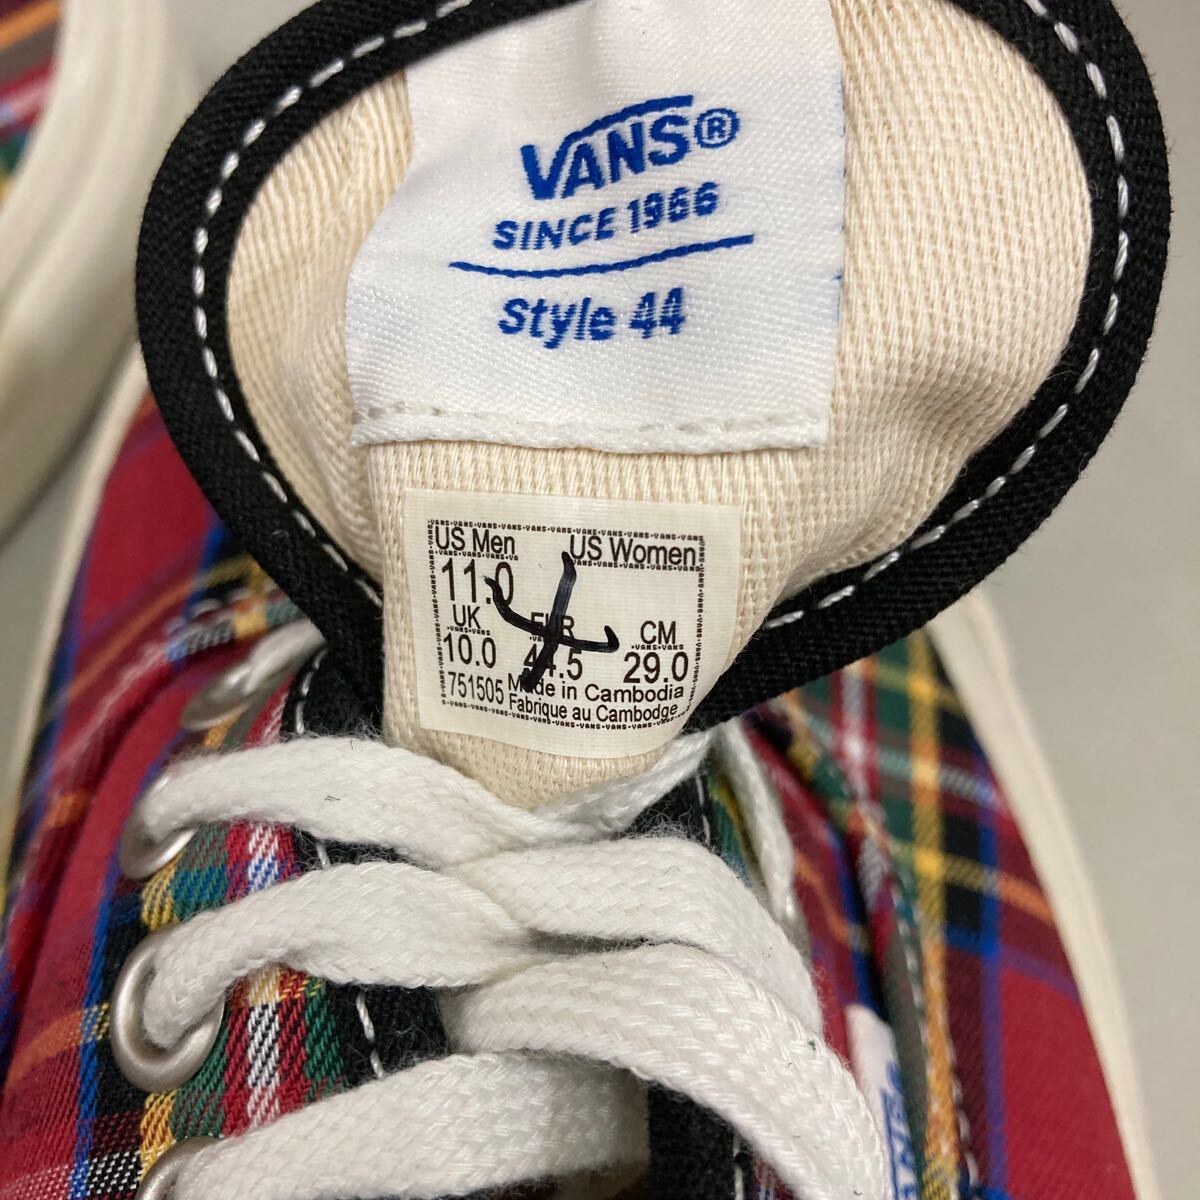 VANS®
SINCE 1966
Style 44
US Men US Women
11.0
UK EUR CM
10.0 44.5 29.0
751505 Made in Cambodia
Fabrique au Cambodge